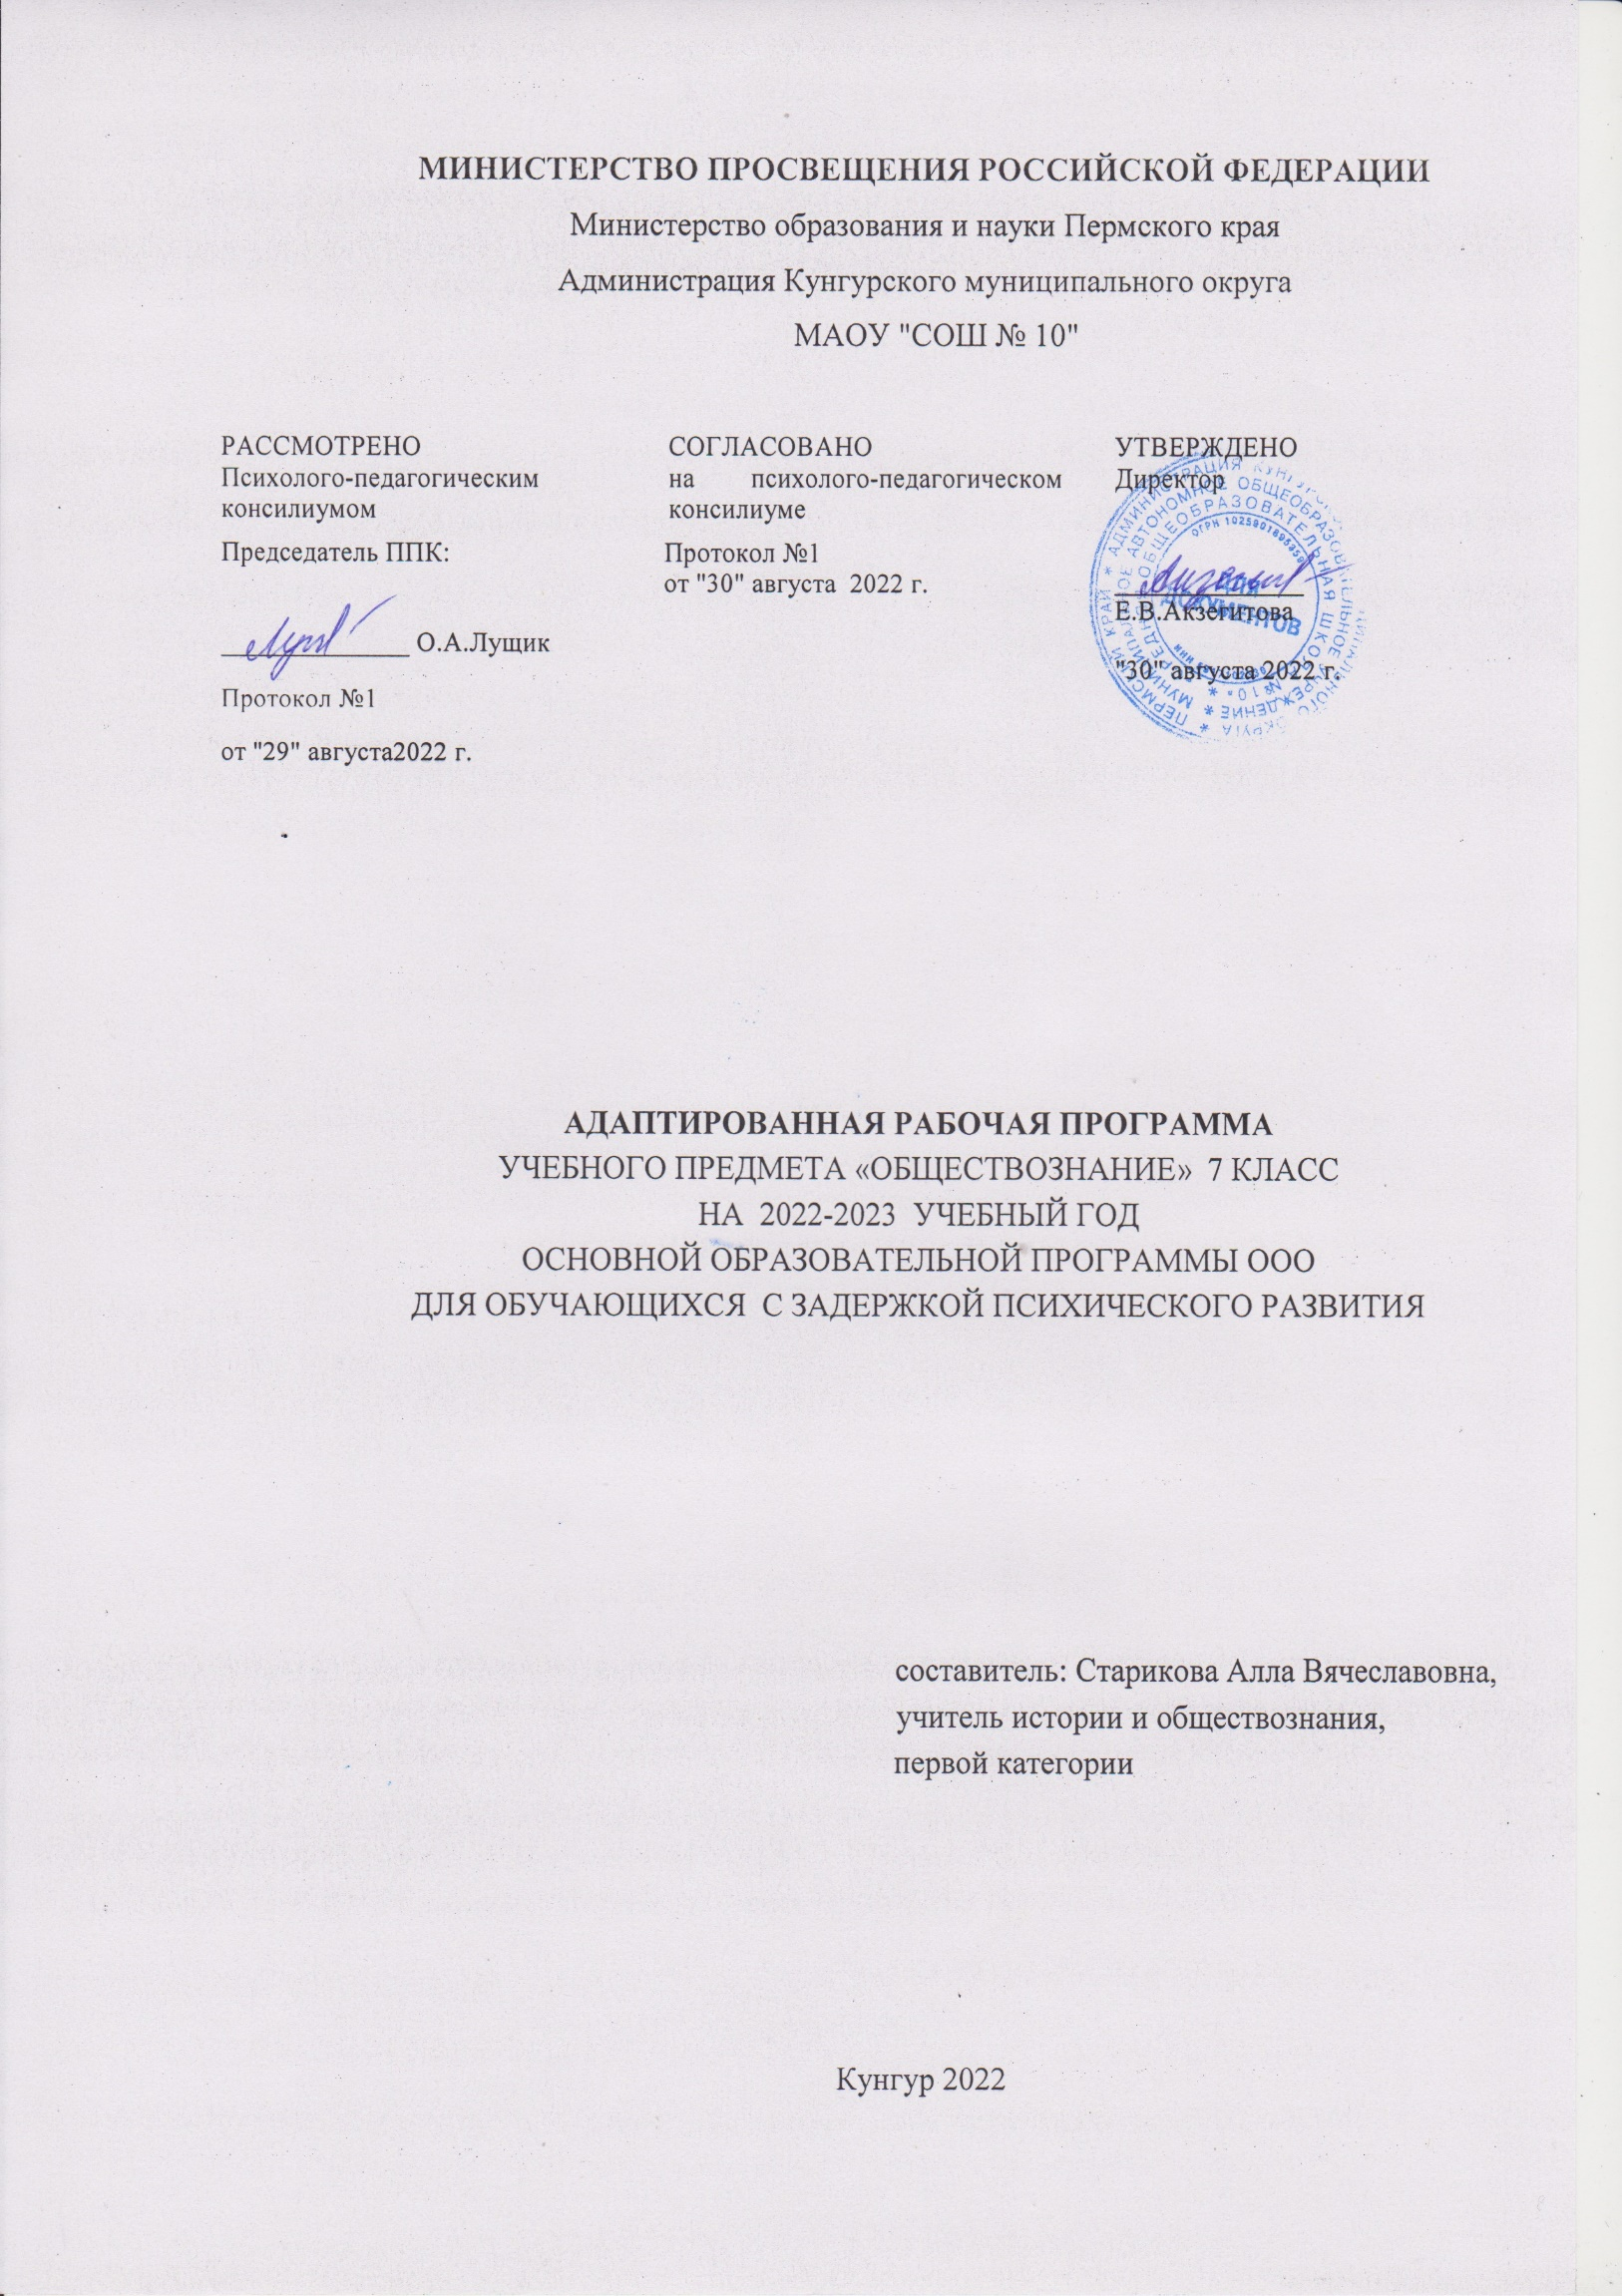 МИНИСТЕРСТВО ПРОСВЕЩЕНИЯ РОССИЙСКОЙ ФЕДЕРАЦИИ
Министерство образования и науки Пермского края
Администрация Кунгурского муниципального округа
МАОУ "СОШ № 10"
РАССМОТРЕНО
Психолого-педагогическим
консилиумом
Председатель ППК:
О.А.Лущик
Протокол №1
от "29" августа2022 г.
СОГЛАСОВАНО
на психолого-педагогическом
консилиуме
Протокол №1
от "30" августа 2022 г.
УТВЕРЖДЕНО
Директор
Е.В.Акзегитова
"30" августа 2022 г.
ДЛЯ
ДОКУМЕНТОВ
АДАПТИРОВАННАЯ РАБОЧАЯ ПРОГРАММА
УЧЕБНОГО ПРЕДМЕТА «ОБЩЕСТВОЗНАНИЕ» 7 КЛАСС
НА 2022-2023 УЧЕБНЫЙ ГОД
ОСНОВНОЙ ОБРАЗОВАТЕЛЬНОЙ ПРОГРАММЫ ООО
ДЛЯ ОБУЧАЮЩИХСЯ С ЗАДЕРЖКОЙ ПСИХИЧЕСКОГО РАЗВИТИЯ
составитель: Старикова Алла Вячеславовна,
учитель истории и обществознания,
первой категории
Кунгур 2022